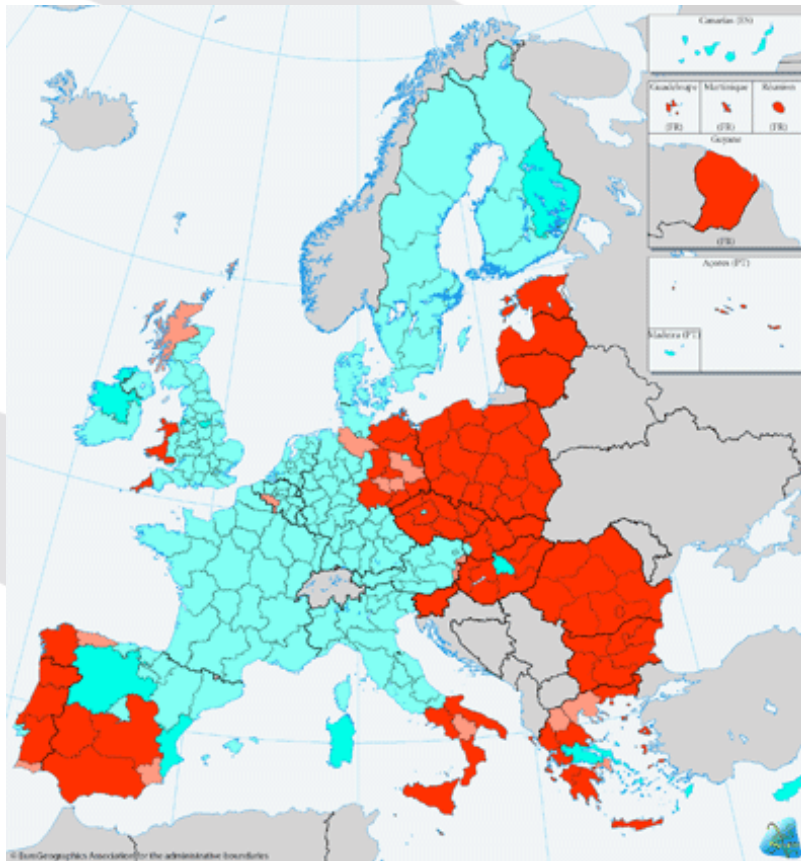 Canarias (ES)
Guadeloupe
Martinique
Réunion
(FR)
(FR)
(FR)
Guyane
(FR)
Açores (PT)
Madeira (PT)
© EuroGeographics Association for the administrative boundaries